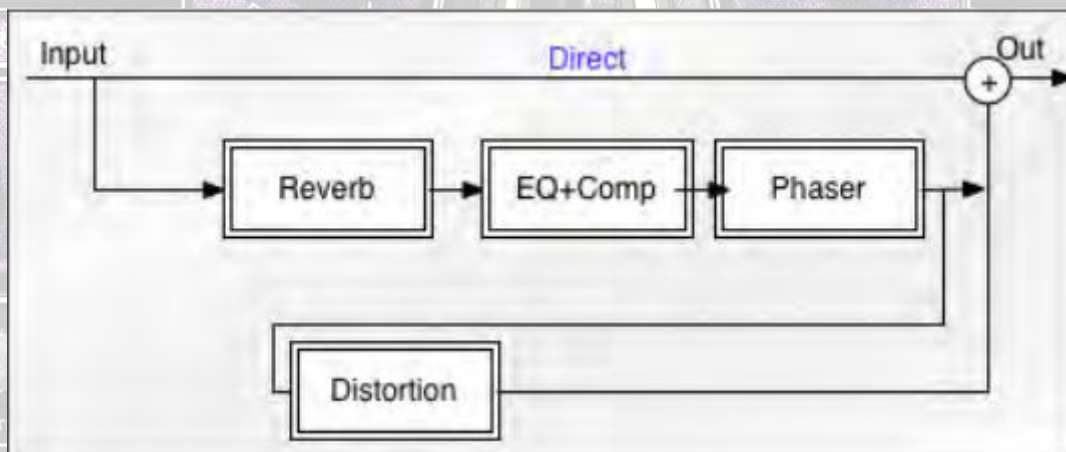 Input
Direct
Out
+
Reverb
EQ+Comp
Phaser
Distortion